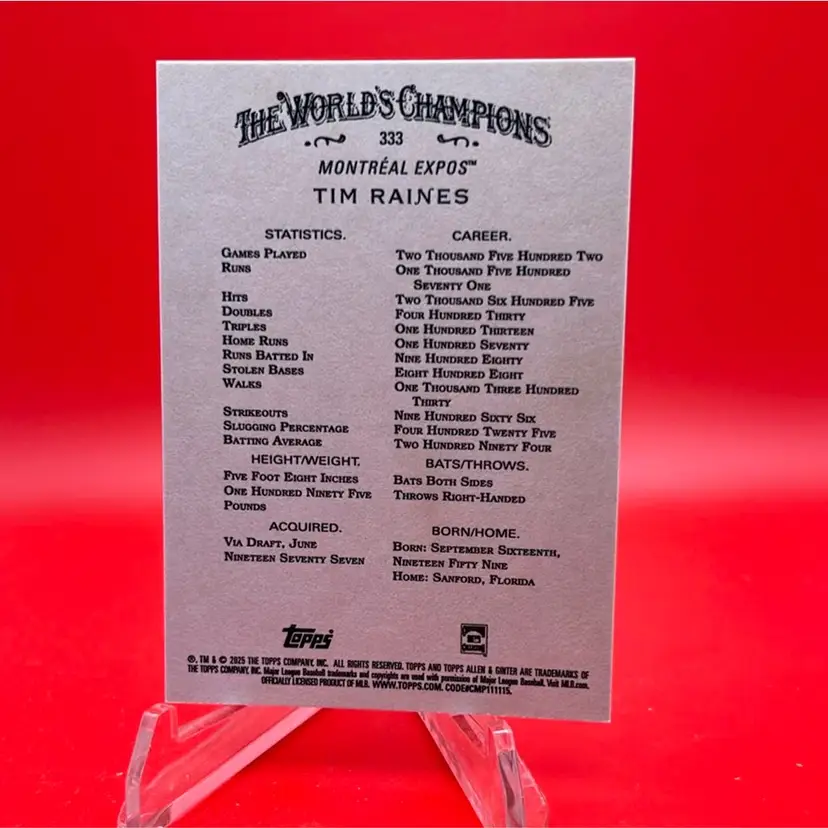 THE WORLD'S CHAMPIONS
333
MONTRÉAL EXPOS™
TIM RAINES
STATISTICS. CAREER.
GAMES PLAYED TWO THOUSAND FIVE HUNDRED TWO
RUNS ONE THOUSAND FIVE HUNDRED
SEVENTY ONE
HITS TWO THOUSAND SIX HUNDRED FIVE
DOUBLES FOUR HUNDRED THIRTY
TRIPLES ONE HUNDRED THIRTEEN
HOME RUNS ONE HUNDRED SEVENTY
RUNS BATTED IN NINE HUNDRED EIGHTY
STOLEN BASES EIGHT HUNDRED EIGHT
WALKS ONE THOUSAND THREE HUNDRED
THIRTY
STRIKEOUTS NINE HUNDRED SIXTY SIX
SLUGGING PERCENTAGE FOUR HUNDRED TWENTY FIVE
BATTING AVERAGE TWO HUNDRED NINETY FOUR
HEIGHT/WEIGHT.
FIVE FOOT EIGHT INCHES
ONE HUNDRED NINETY FIVE
POUNDS
BATS/THROWS.
BATS BOTH SIDES
THROWS RIGHT-HANDED
ACQUIRED.
VIA DRAFT, JUNE
NINETEEN SEVENTY SEVEN
BORN/HOME.
BORN: SEPTEMBER SIXTEENTH,
NINETEEN FIFTY NINE
HOME: SANFORD, FLORIDA
topps
®, TM & © 2025 THE TOPPS COMPANY, INC. ALL RIGHTS RESERVED. TOPPS AND TOPPS ALLEN & GINTER ARE TRADEMARKS OF
THE TOPPS COMPANY, INC. Major League Baseball trademarks and copyrights are used with permission of Major League Baseball. Visit MLB.com.
OFFICIALLY LICENSED PRODUCT OF MLB. WWW.TOPPS.COM. CODE#CMP111115.